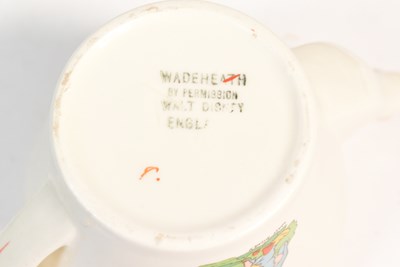 WADEHEATH
BY PERMISSION
WALT DISNEY
ENGLA